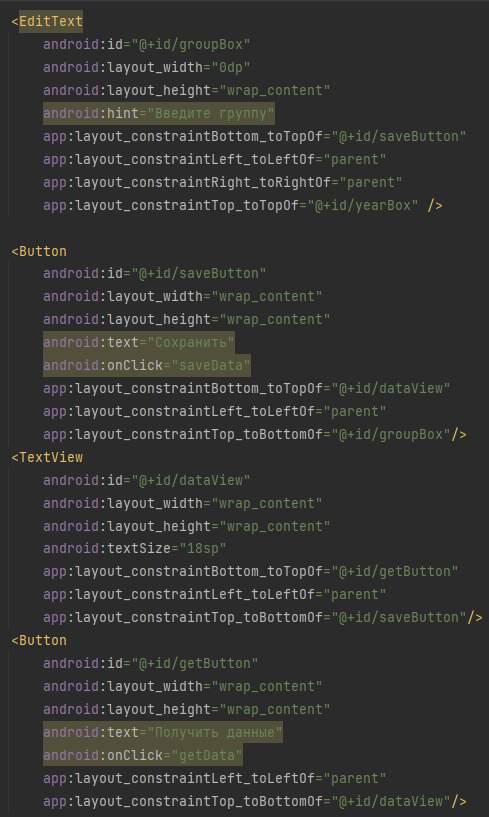 <EditText
android:id="@+id/groupBox"
android:layout_width="0dp"
android:layout_height="wrap_content"
android:hint="Введите группу"
app:layout_constraintBottom_toTopOf="@+id/saveButton"
app:layout_constraintLeft_toLeftOf="parent"
app:layout_constraintRight_toRightOf="parent"
app:layout_constraintTop_toTopOf="@+id/yearBox" />
<Button
android:id="@+id/saveButton"
android:layout_width="wrap_content"
android:layout_height="wrap_content"
android:text="Сохранить"
android:onClick="saveData"
app:layout_constraintBottom_toTopOf="@+id/dataView"
app:layout_constraintLeft_toLeftOf="parent"
app:layout_constraintTop_toBottomOf="@+id/groupBox"/>
<TextView
android:id="@+id/dataView"
android:layout_width="wrap_content"
android:layout_height="wrap_content"
android:textSize="18sp"
app:layout_constraintBottom_toTopOf="@+id/getButton"
app:layout_constraintLeft_toLeftOf="parent"
app:layout_constraintTop_toBottomOf="@+id/saveButton"/>
<Button
android:id="@+id/getButton"
android:layout_width="wrap_content"
android:layout_height="wrap_content"
android:text="Получить данные"
android:onClick="getData"
app:layout_constraintLeft_toLeftOf="parent"
app:layout_constraintTop_toBottomOf="@+id/dataView"/>